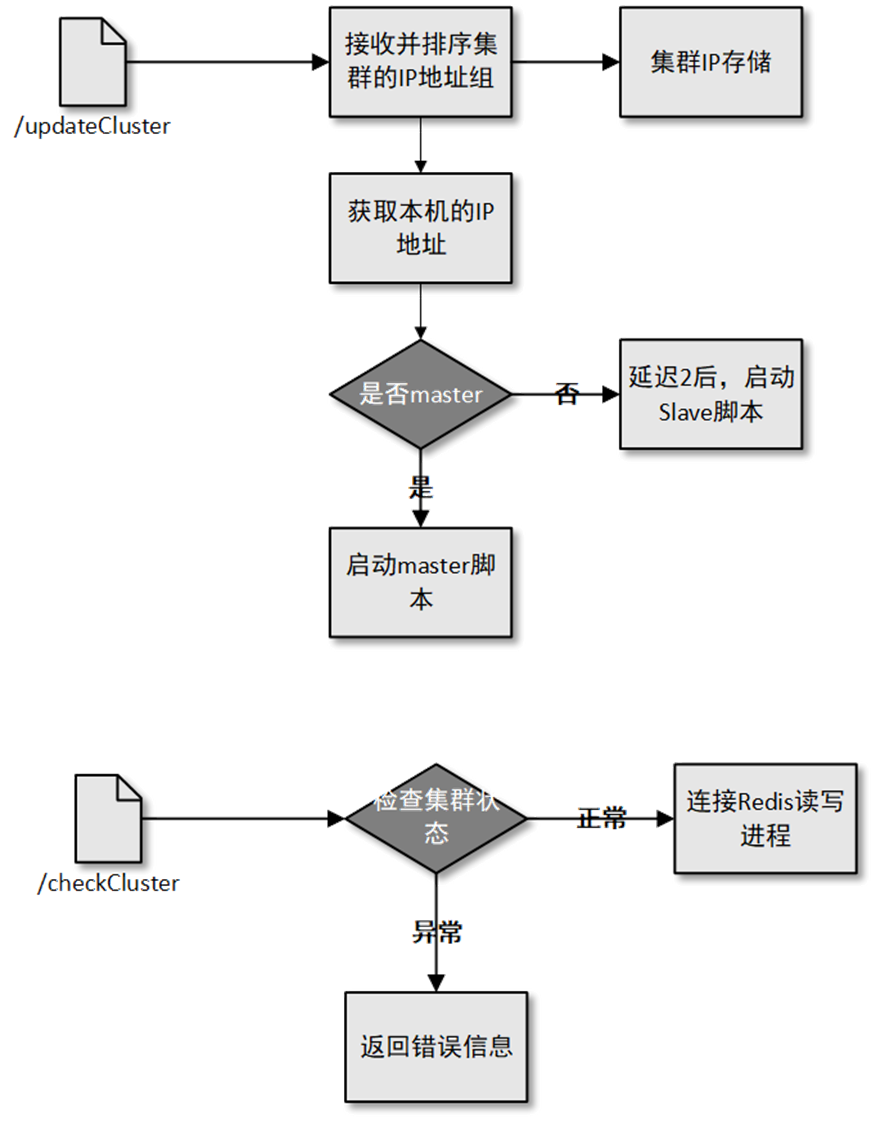 接收并排序集
群的IP地址组
集群IP存储
/updateCluster
获取本机的IP
地址
是否master
否
延迟2后，启动
Slave脚本
是
启动master脚
本
检查集群状
态
正常
连接Redis读写
进程
/checkCluster
异常
返回错误信息